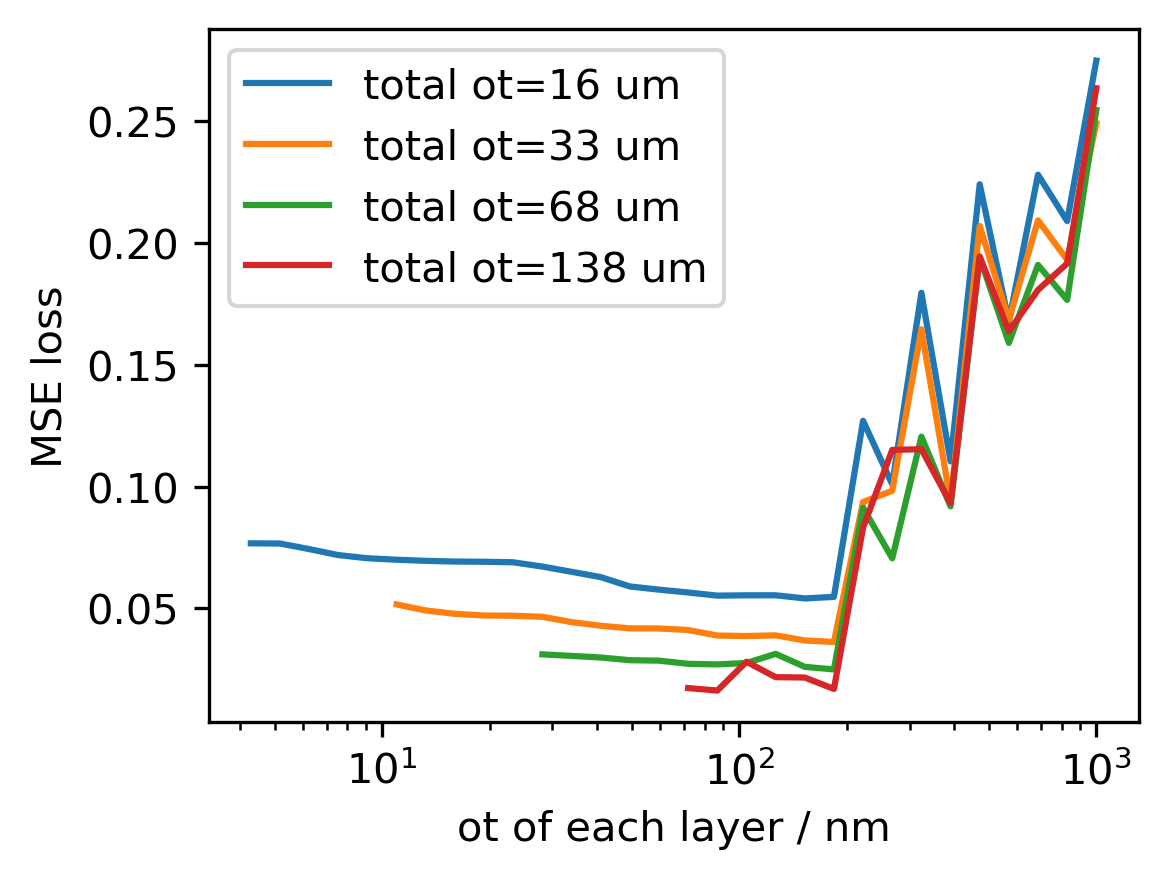 total ot=16 um
total ot=33 um
total ot=68 um
total ot=138 um
0.25
0.20
0.15
0.10
0.05
MSE loss
10¹ 10² 10³
ot of each layer / nm